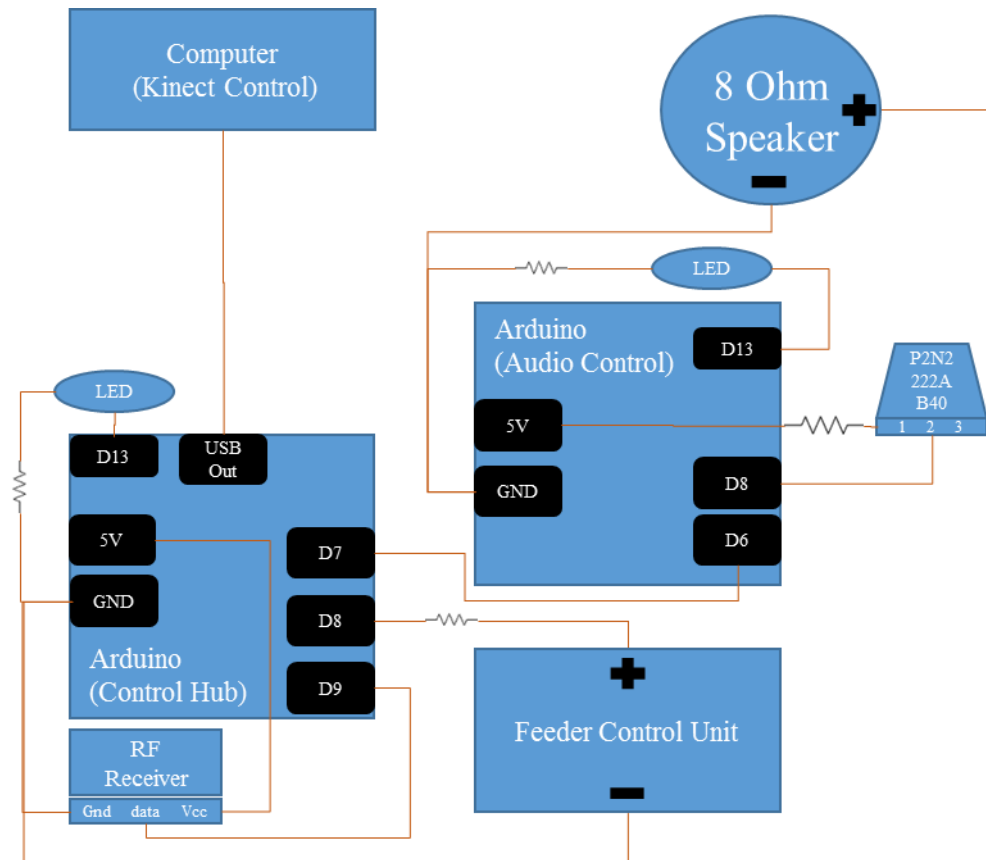 Computer
(Kinect Control)
8 Ohm
Speaker
LED
Arduino
(Audio Control)
D13
5V
GND
D8
D6
P2N2
222A
B40
1 2 3
LED
D13
USB
Out
5V
GND
D7
D8
D9
Arduino
(Control Hub)
RF
Receiver
Gnd data Vcc
Feeder Control Unit